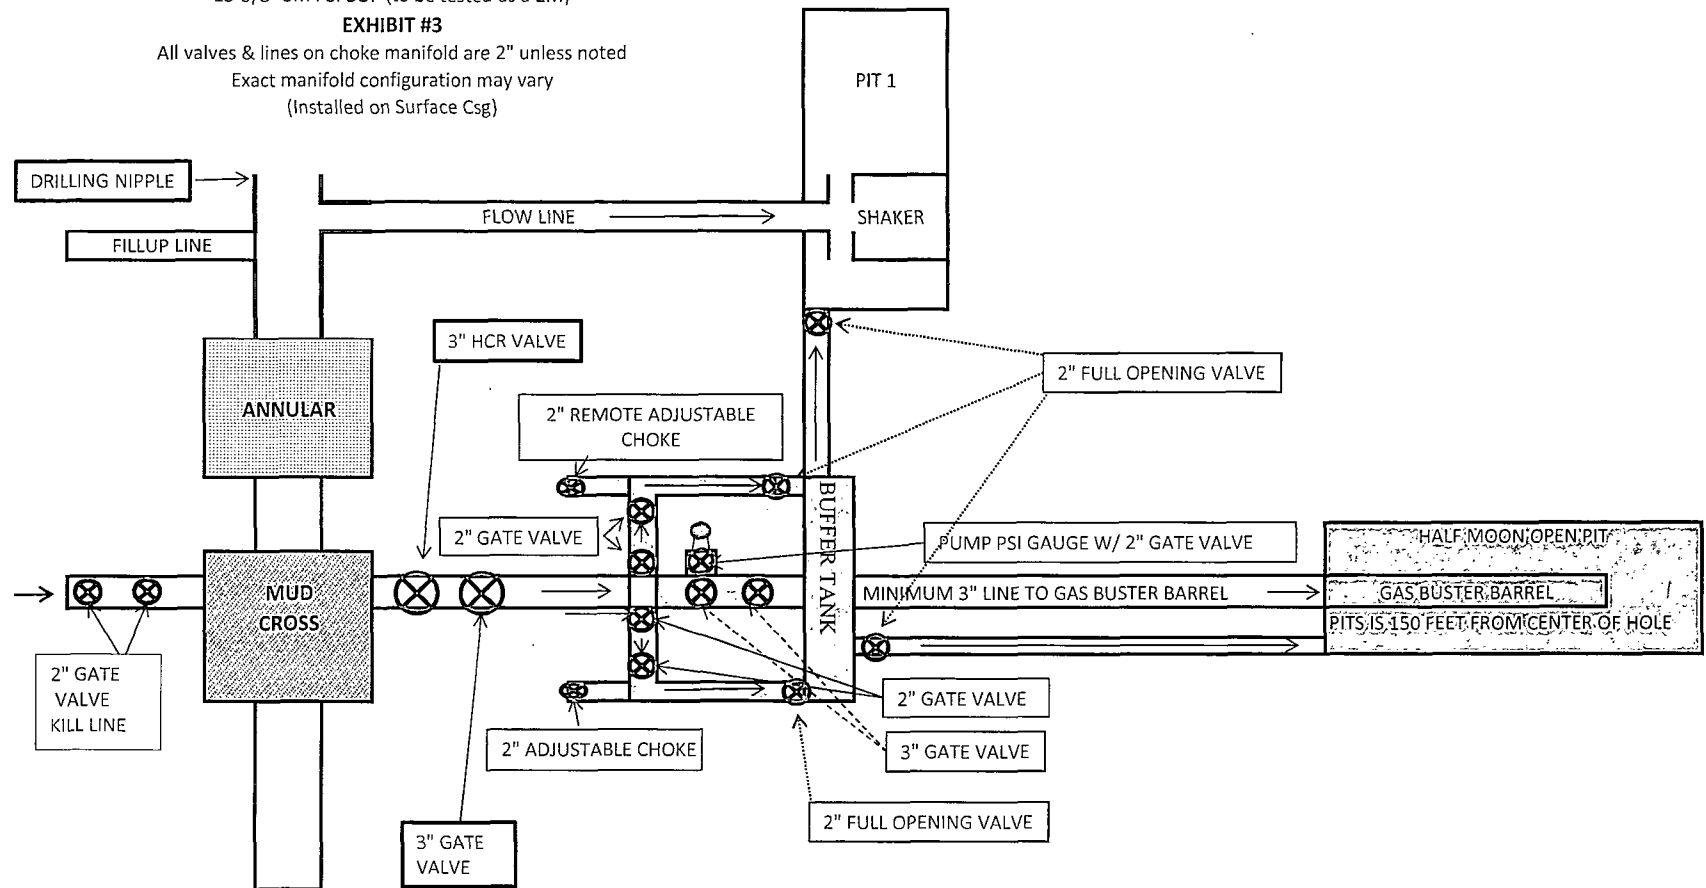 EXHIBIT #3
All valves & lines on choke manifold are 2" unless noted
Exact manifold configuration may vary
(Installed on Surface Csg)
PIT 1
DRILLING NIPPLE
FLOW LINE
SHAKER
FILLUP LINE
3" HCR VALVE
2" FULL OPENING VALVE
ANNULAR
2" REMOTE ADJUSTABLE
CHOKE
BUFFER TANK
2" GATE VALVE
PUMP PSI GAUGE W/ 2" GATE VALVE
HALF MOON OPEN PIT
MUD
CROSS
MINIMUM 3" LINE TO GAS BUSTER BARREL
GAS BUSTER BARREL
PITS IS 150 FEET FROM CENTER OF HOLE
2" GATE
VALVE
KILL LINE
2" GATE VALVE
2" ADJUSTABLE CHOKE
3" GATE VALVE
2" FULL OPENING VALVE
3" GATE
VALVE